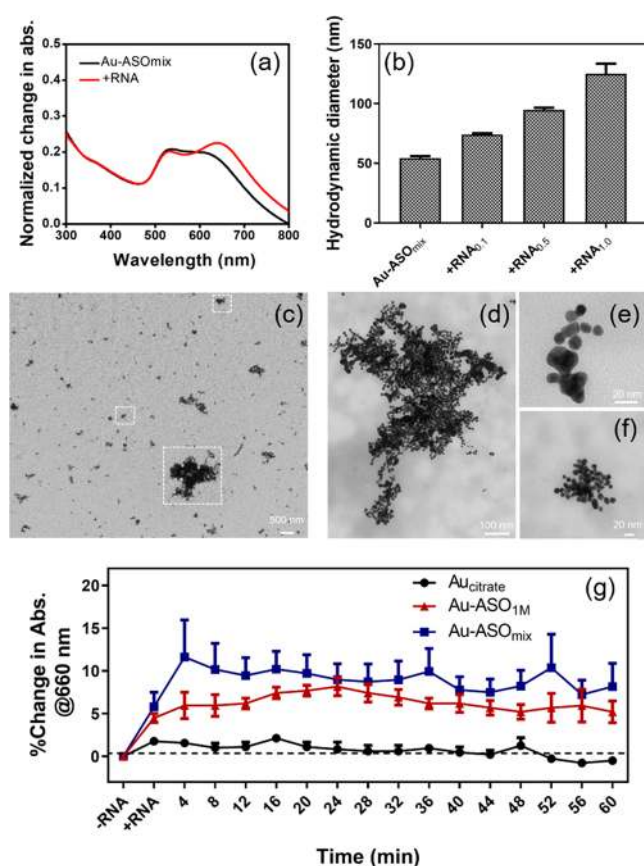 (a)
Au-ASOmix
+RNA
Normalized change in abs.
0.5
0.4
0.3
0.2
0.1
0.0
300 400 500 600 700 800
Wavelength (nm)
(b)
Hydrodynamic diameter (nm)
150
100
50
0
Au-ASOmix
+RNA0.1
+RNA0.5
+RNA1.0
(c)
500 nm
(d)
100 nm
(e)
20 nm
(f)
20 nm
(g)
Aucitrate
Au-ASO1M
Au-ASOmix
%Change in Abs.
@660 nm
20
15
10
5
0
-RNA +RNA 4 8 12 16 20 24 28 32 36 40 44 48 52 56 60
Time (min)